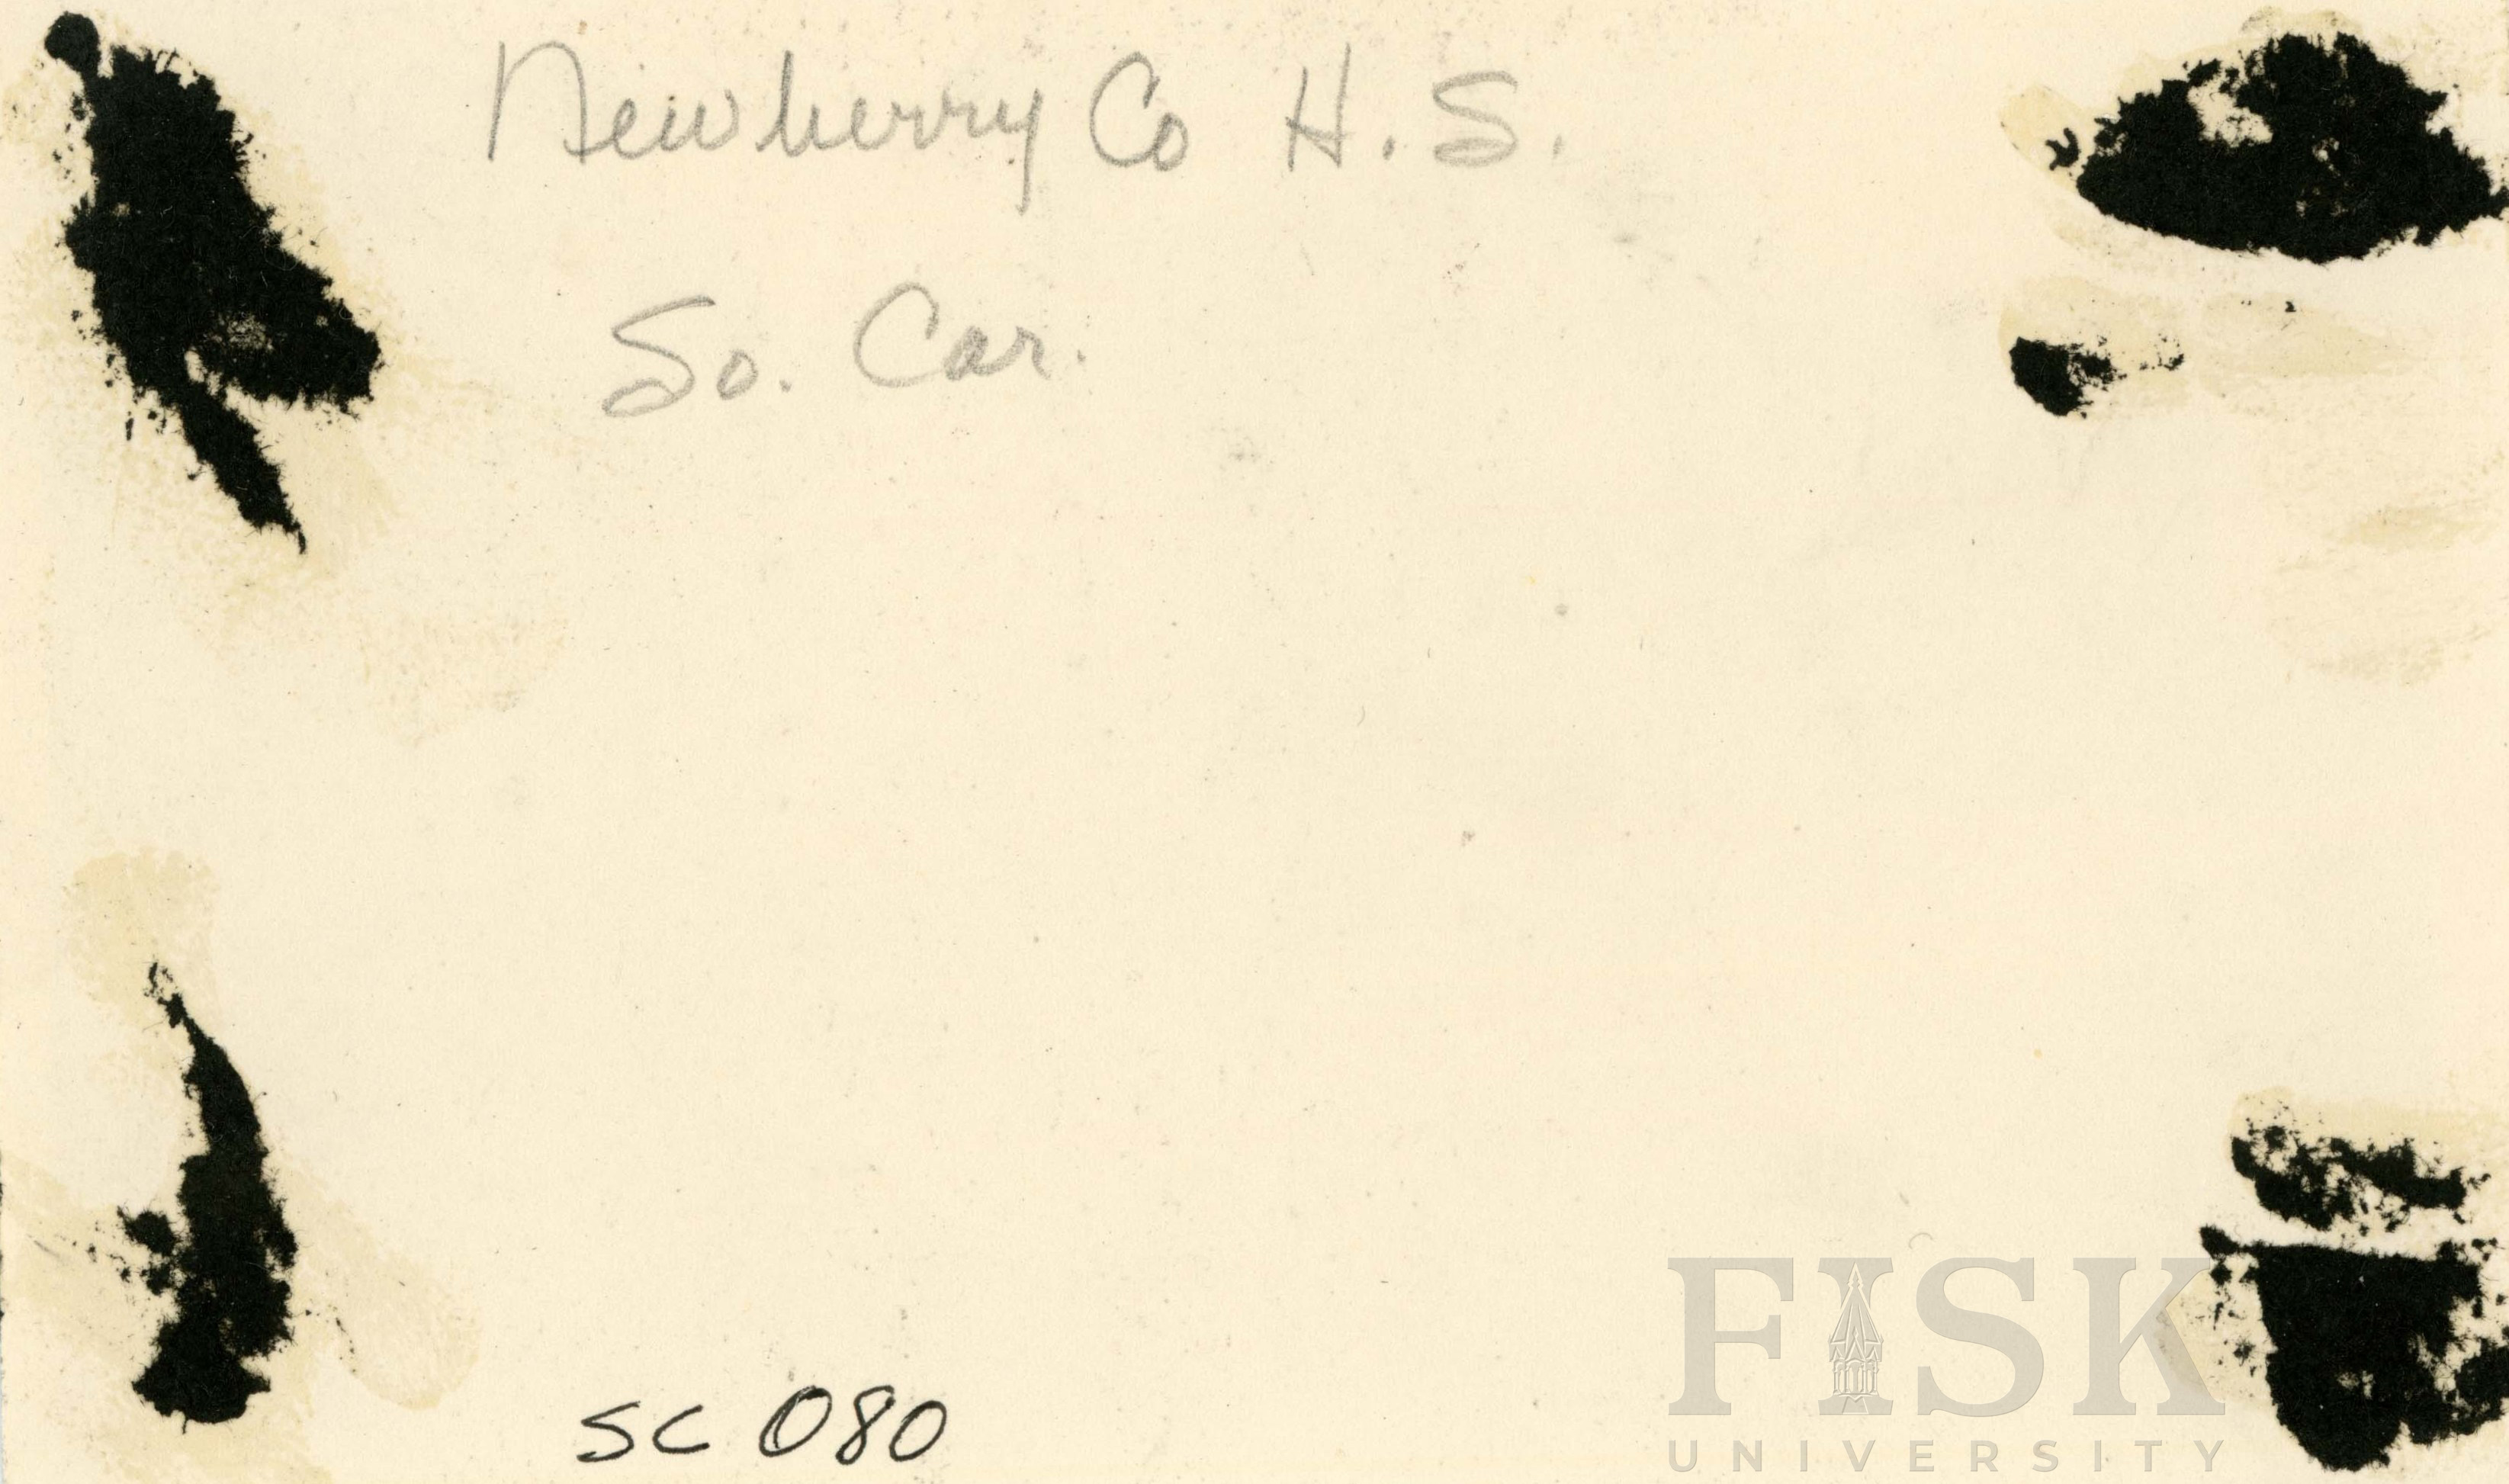 Newberry Co H. S.
So. Car.
SC 080
FISK
UNIVERSITY